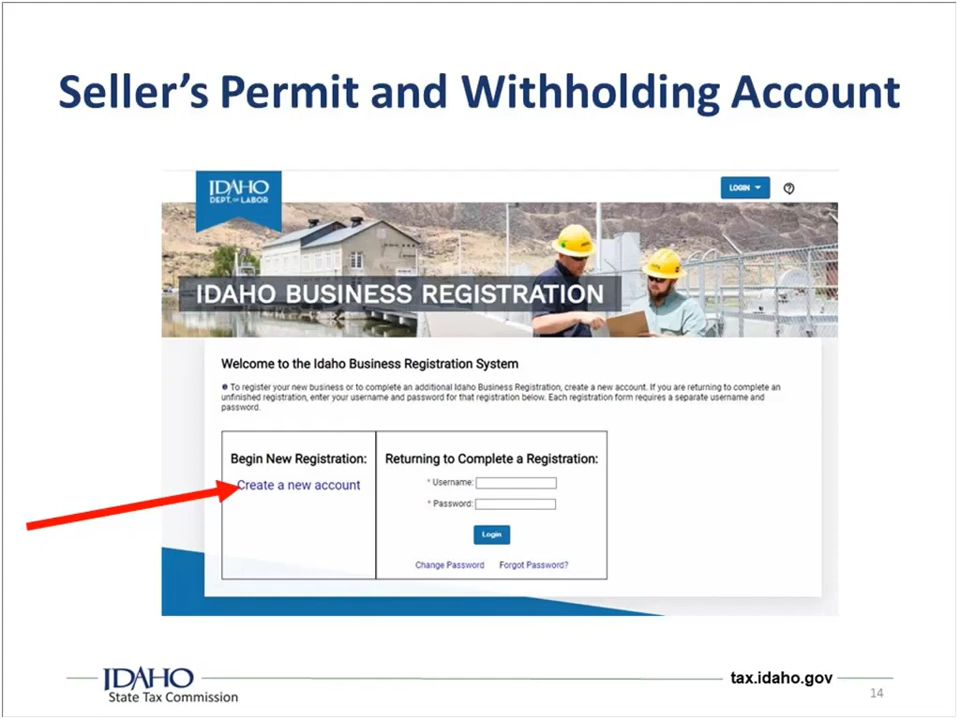 Seller's Permit and Withholding Account
IDAHO
DEPT. OF LABOR
LOGIN
IDAHO BUSINESS REGISTRATION
Welcome to the Idaho Business Registration System
To register your new business or to complete an additional Idaho Business Registration, create a new account. If you are returning to complete an
unfinished registration, enter your username and password for that registration below. Each registration form requires a separate username and
password.
Begin New Registration:
Create a new account
Returning to Complete a Registration:
* Username:
* Password:
Login
Change Password Forgot Password?
IDAHO
State Tax Commission
tax.idaho.gov
14